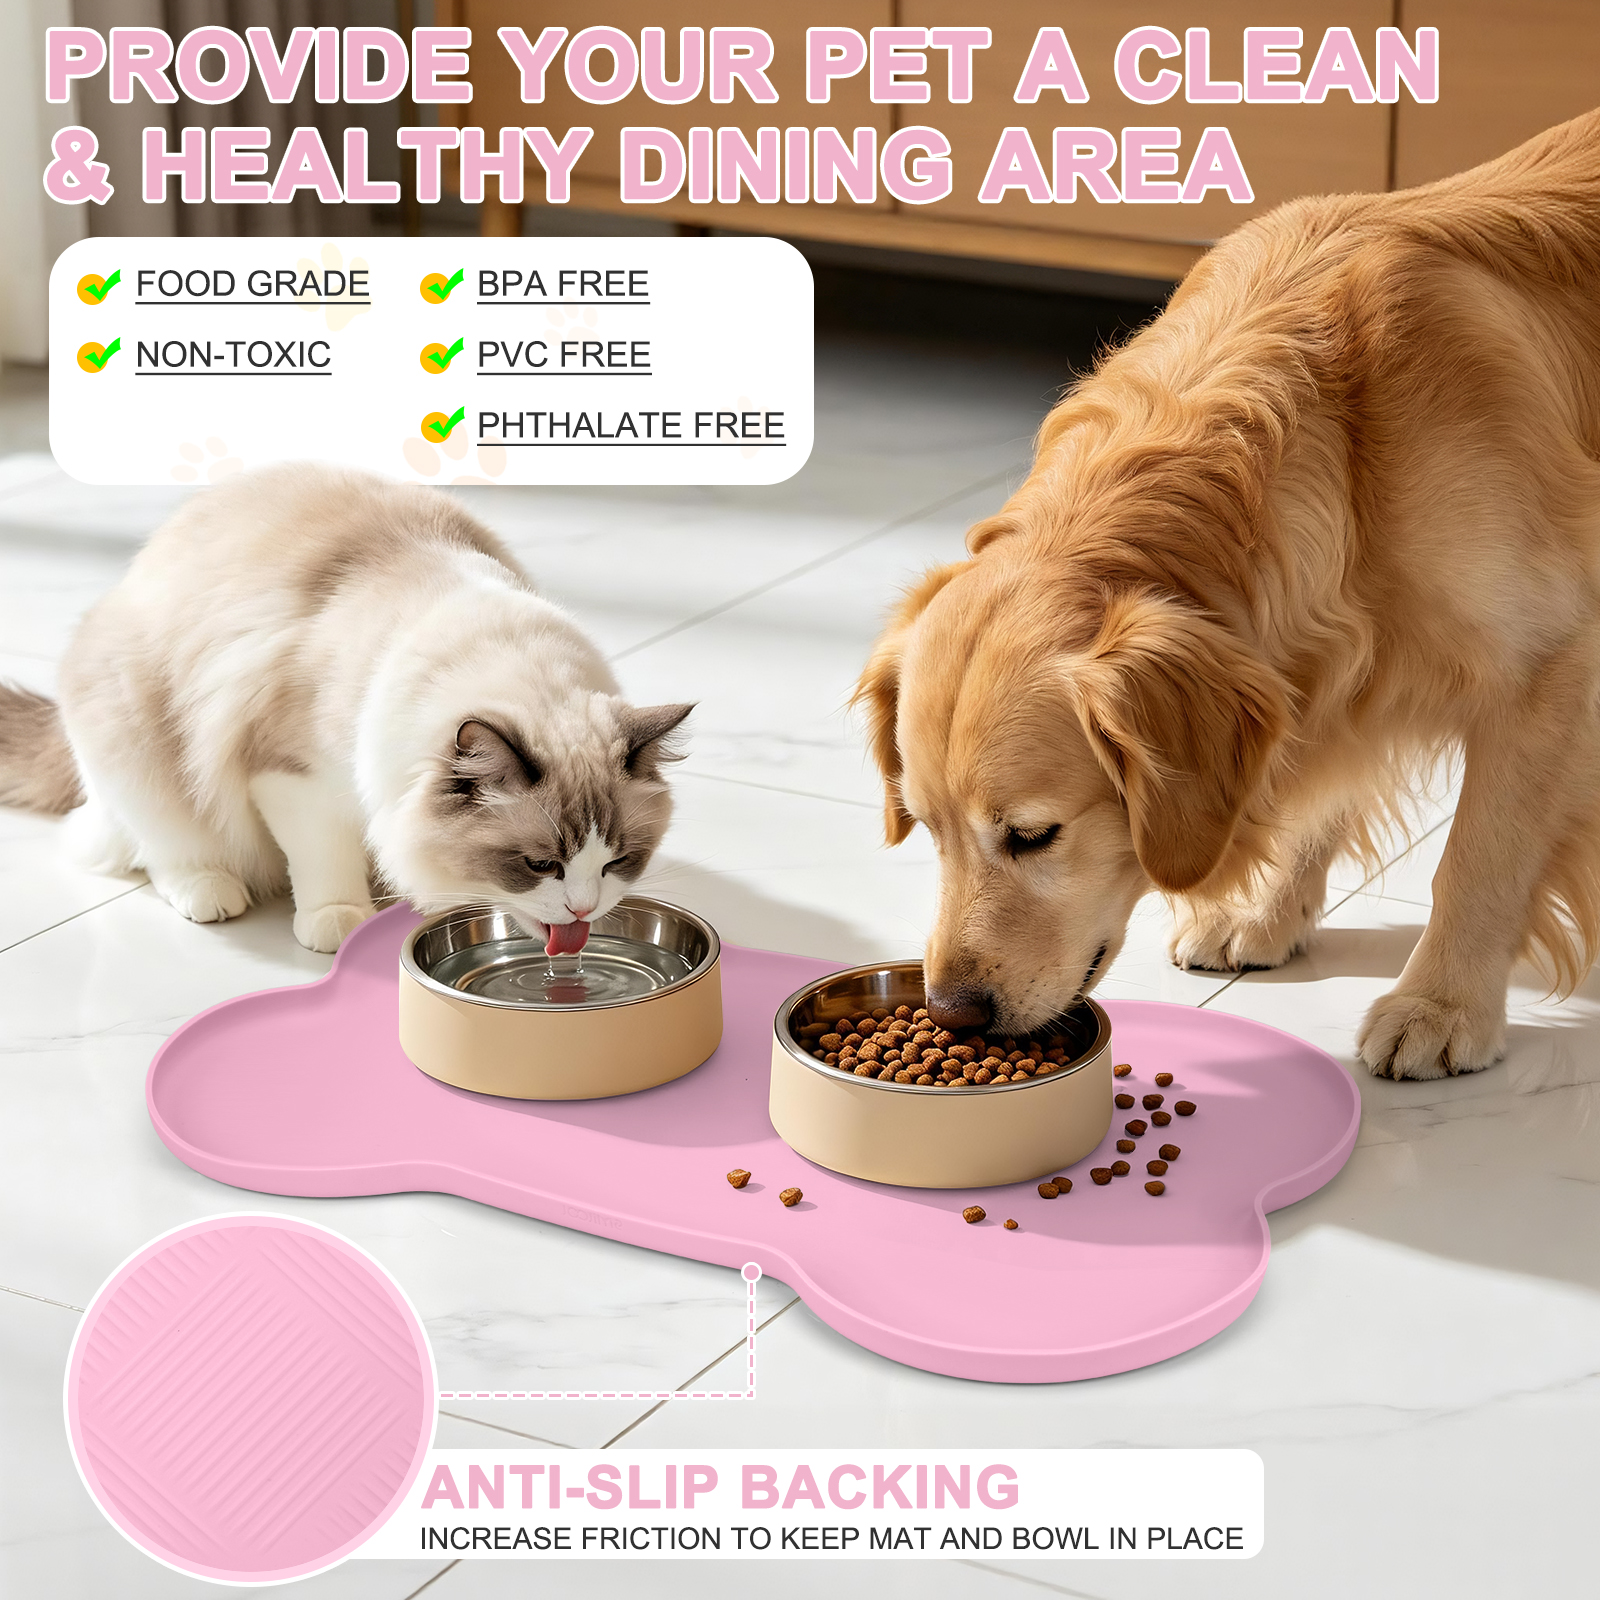 PROVIDE YOUR PET A CLEAN
& HEALTHY DINING AREA
FOOD GRADE
NON-TOXIC
BPA FREE
PVC FREE
PHTHALATE FREE
ANTI-SLIP BACKING
INCREASE FRICTION TO KEEP MAT AND BOWL IN PLACE